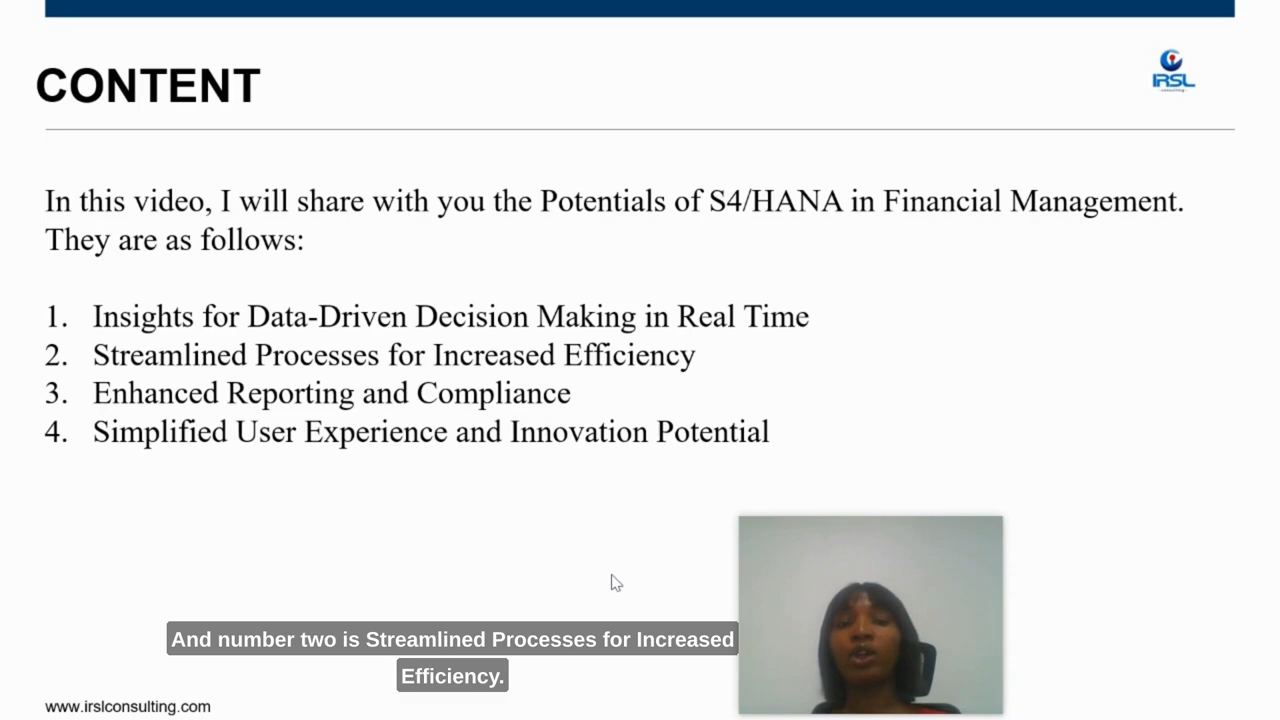 CONTENT
IRSL
consulting
In this video, I will share with you the Potentials of S4/HANA in Financial Management.
They are as follows:
1. Insights for Data-Driven Decision Making in Real Time
2. Streamlined Processes for Increased Efficiency
3. Enhanced Reporting and Compliance
4. Simplified User Experience and Innovation Potential
And number two is Streamlined Processes for Increased
Efficiency.
www.irslconsulting.com